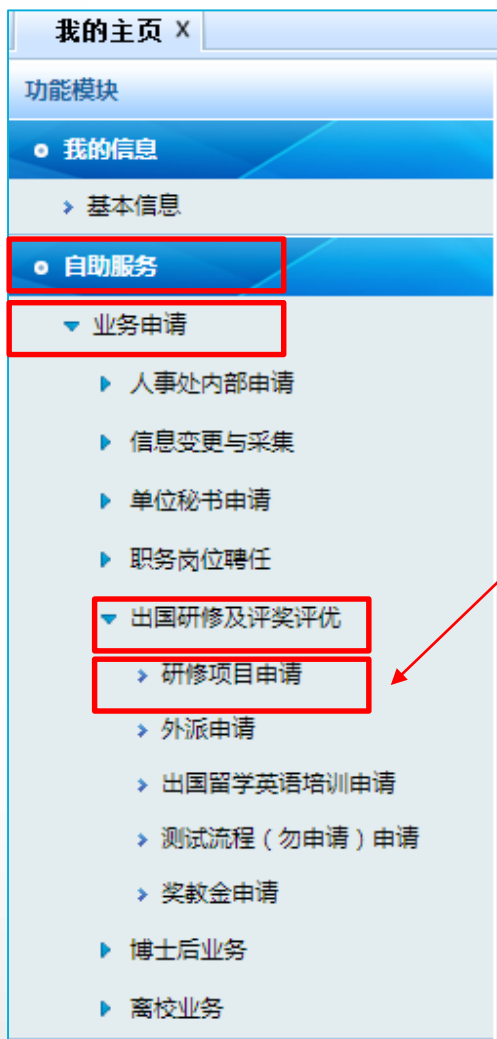 我的主页 X
功能模块
我的信息
基本信息
自助服务
业务申请
人事处内部申请
信息变更与采集
单位秘书申请
职务岗位聘任
出国研修及评奖评优
研修项目申请
外派申请
出国留学英语培训申请
测试流程（勿申请）申请
奖教金申请
博士后业务
离校业务